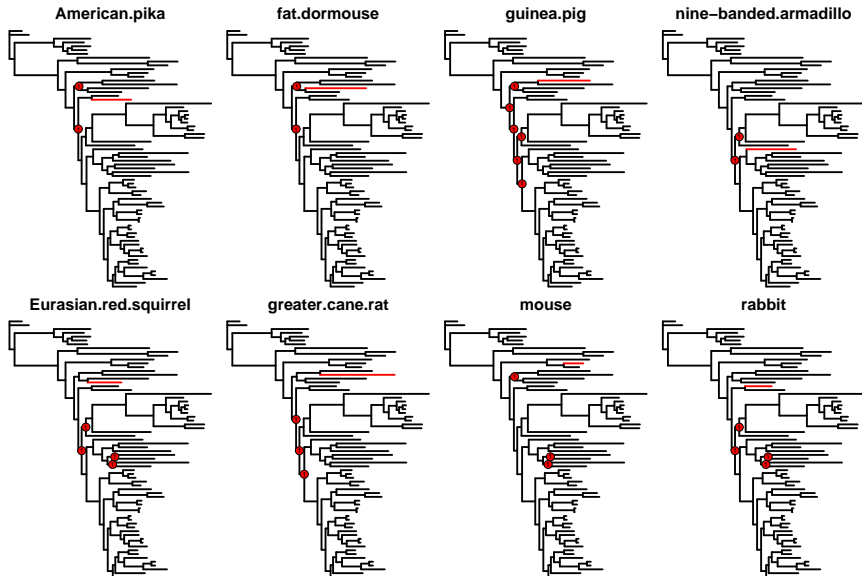 American.pika
fat.dormouse
guinea.pig
nine−banded.armadillo
Eurasian.red.squirrel
greater.cane.rat
mouse
rabbit